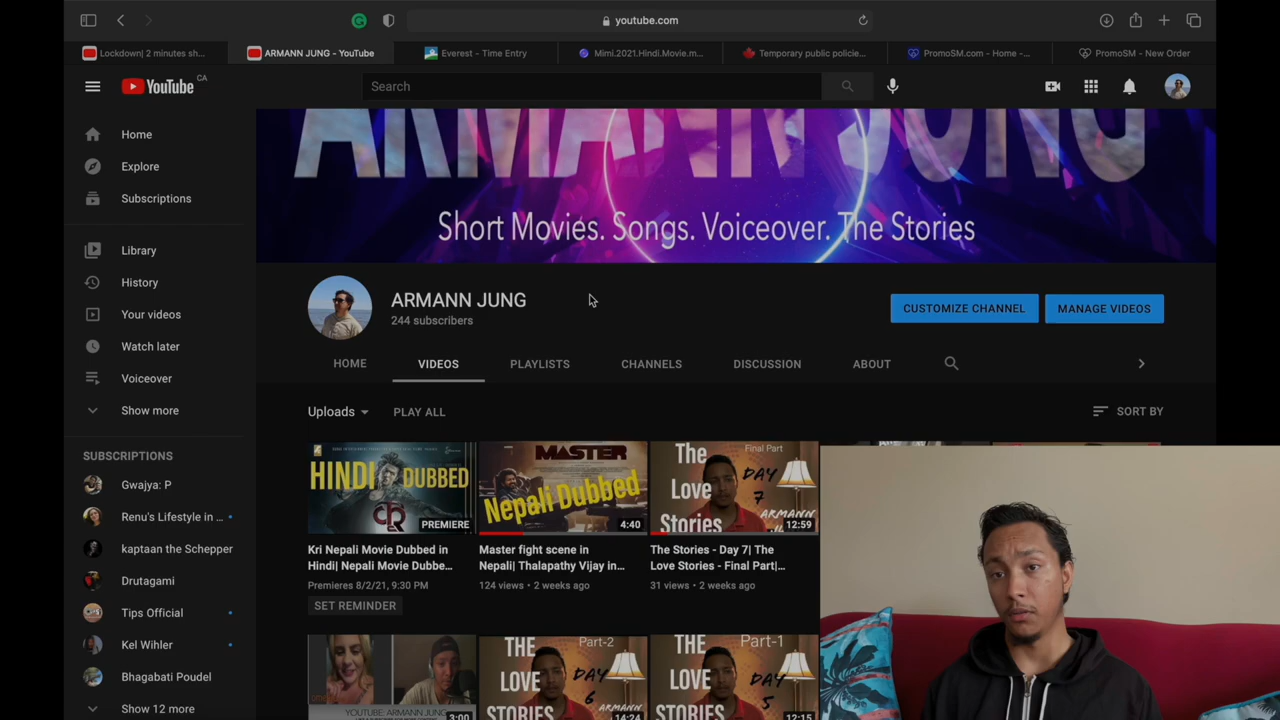 youtube.com
Lockdown| 2 minutes sh...
ARMANN JUNG - YouTube
Everest - Time Entry
Mimi.2021.Hindi.Movie.m...
Temporary public policie...
PromoSM.com - Home -...
PromoSM - New Order
YouTube CA
Search
ARMANN JUNG
Short Movies. Songs. Voiceover. The Stories
Home
Explore
Subscriptions
Library
History
Your videos
Watch later
Voiceover
Show more
SUBSCRIPTIONS
Gwajya: P
Renu's Lifestyle in ...
kaptaan the Schepper
Drutagami
Tips Official
Kel Wihler
Bhagabati Poudel
Show 12 more
ARMANN JUNG
244 subscribers
CUSTOMIZE CHANNEL
MANAGE VIDEOS
HOME
VIDEOS
PLAYLISTS
CHANNELS
DISCUSSION
ABOUT
Uploads
PLAY ALL
SORT BY
HINDI DUBBED
PREMIERE
Kri Nepali Movie Dubbed in
Hindi| Nepali Movie Dubbe...
Premieres 8/2/21, 9:30 PM
SET REMINDER
MASTER
Nepali Dubbed
4:40
Master fight scene in
Nepali| Thalapathy Vijay in...
124 views • 2 weeks ago
The Love Stories
Final Part
DAY 7
ARMANN
12:59
The Stories - Day 7| The
Love Stories - Final Part|...
31 views • 2 weeks ago
YOUTUBE: ARMANN JUNG
3:00
THE LOVE STORIES
Part-2
DAY 6
14:24
THE LOVE STORIES
Part-1
DAY 5
12:15